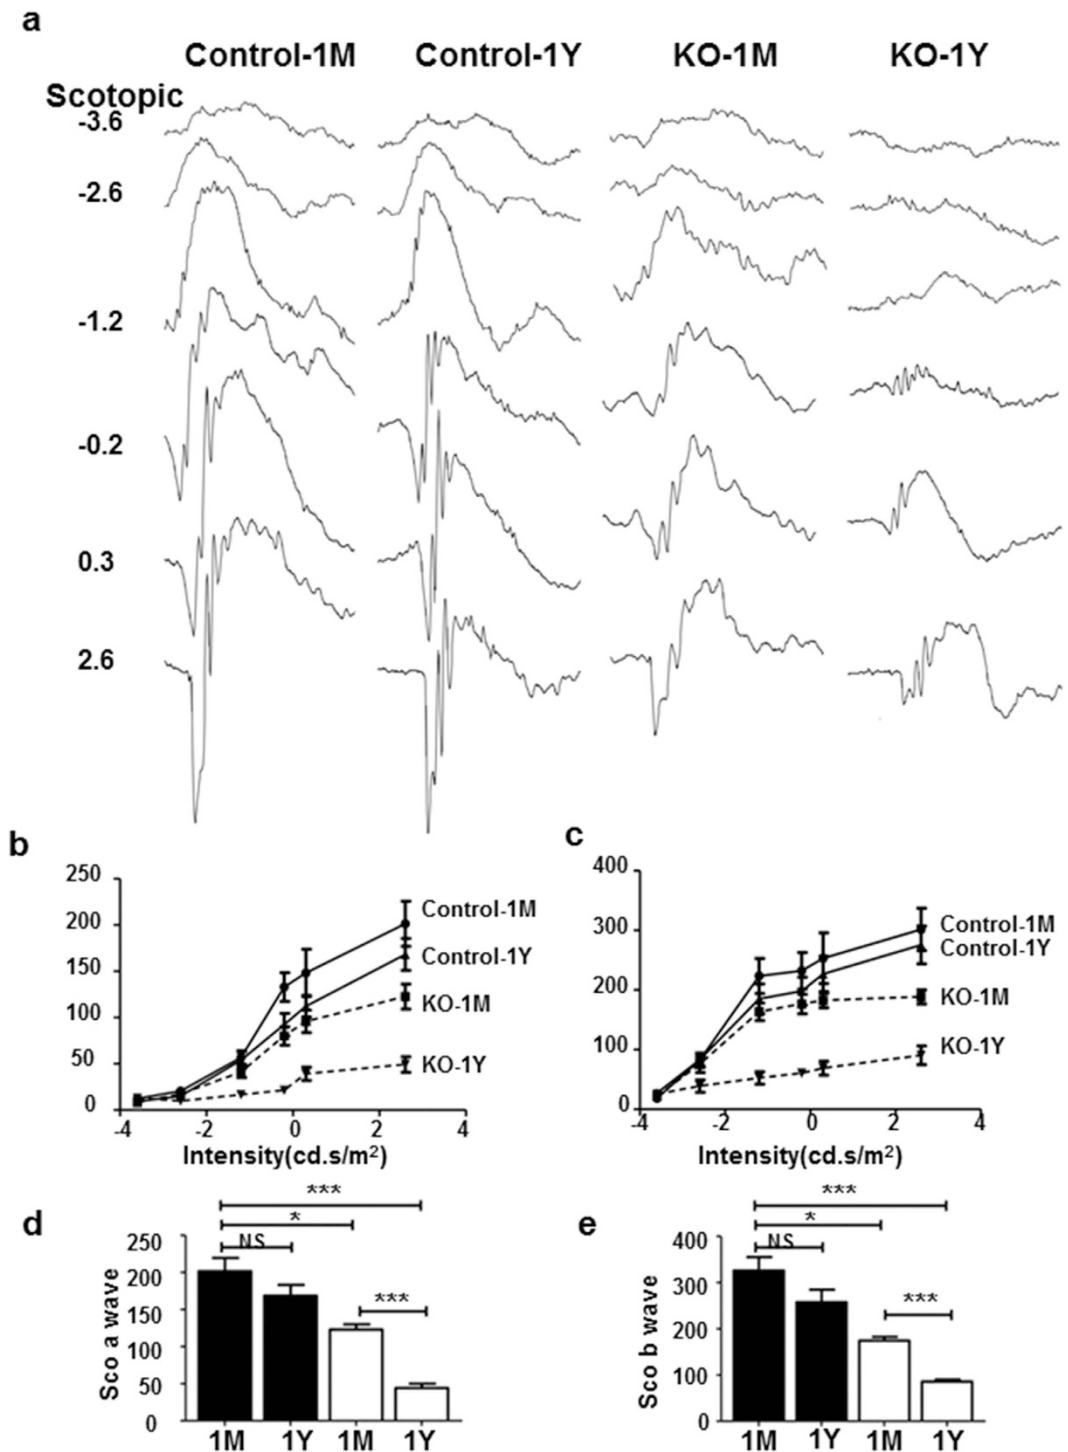 a
Control-1M Control-1Y KO-1M KO-1Y
Scotopic
-3.6
-2.6
-1.2
-0.2
0.3
2.6
b
250
200
150
100
50
0
-4 -2 0 2 4
Intensity(cd.s/m²)
Control-1M
Control-1Y
KO-1M
KO-1Y
c
400
300
200
100
0
-4 -2 0 2 4
Intensity(cd.s/m²)
Control-1M
Control-1Y
KO-1M
KO-1Y
d
***
*
NS
***
250
200
150
100
50
0
Sco a wave
1M 1Y 1M 1Y
e
***
*
NS
***
400
300
200
100
0
Sco b wave
1M 1Y 1M 1Y